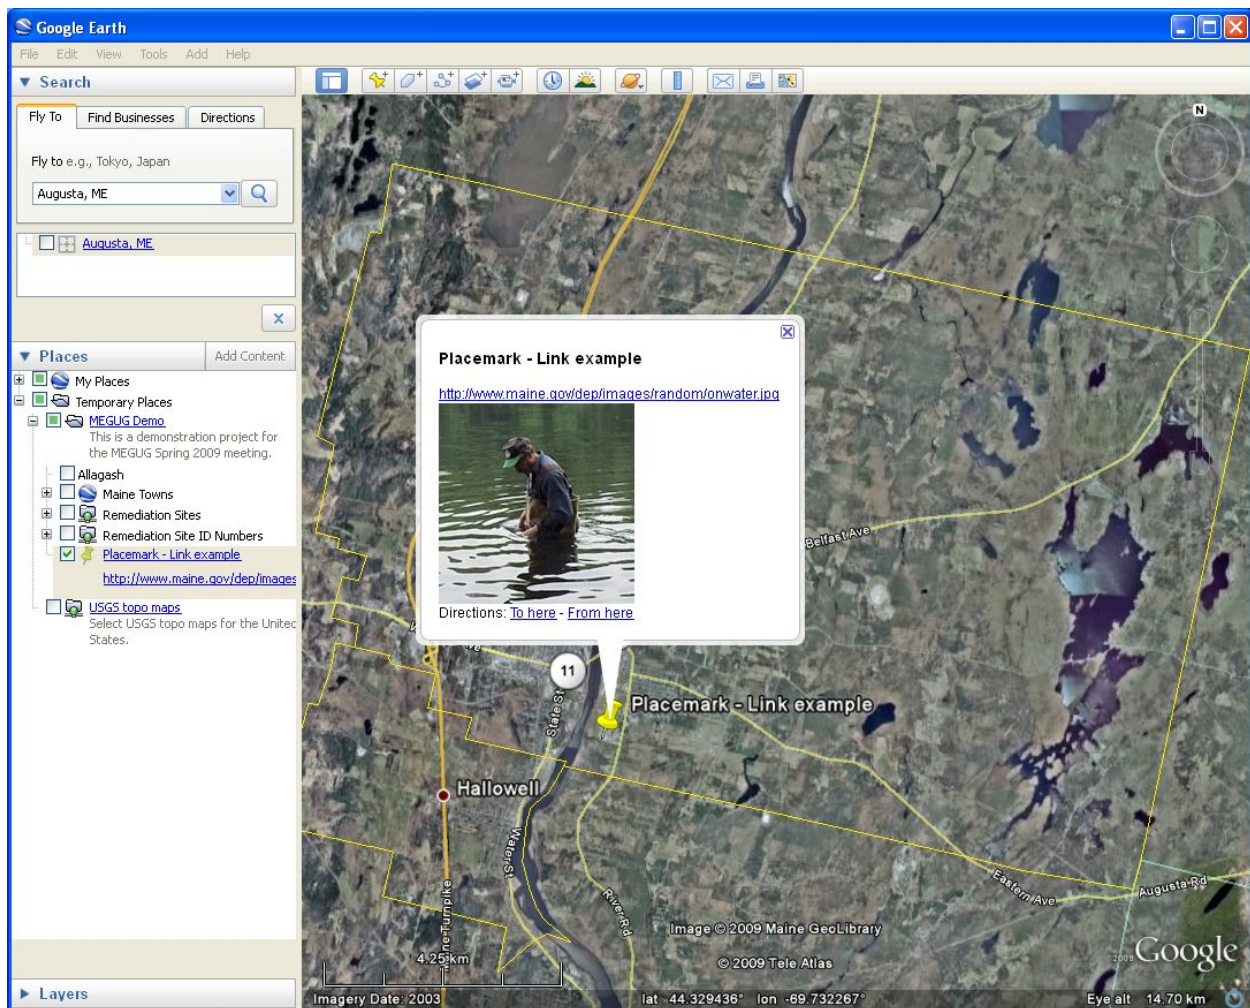 Google Earth
File Edit View Tools Add Help
Search
Fly To Find Businesses Directions
Fly to e.g., Tokyo, Japan
Augusta, ME
Augusta, ME
Places Add Content
My Places
Temporary Places
MEGUG Demo
This is a demonstration project for
the MEGUG Spring 2009 meeting.
Allagash
Maine Towns
Remediation Sites
Remediation Site ID Numbers
Placemark - Link example
http://www.maine.gov/dep/images
USGS topo maps
Select USGS topo maps for the Unitec
States.
Layers
N
Placemark - Link example
http://www.maine.gov/dep/images/random/onwater.jpg
Directions: To here - From here
Belfast Ave
11
State St
Placemark - Link example
Hallowell
Water St
Maine Turnpike
River Rd
Eastern Ave
Augusta Rd
Image © 2009 Maine GeoLibrary
© 2009 Tele Atlas
4.25 km
2009 Google
Imagery Date: 2003 lat 44.329436° lon -69.732267° Eye alt 14.70 km